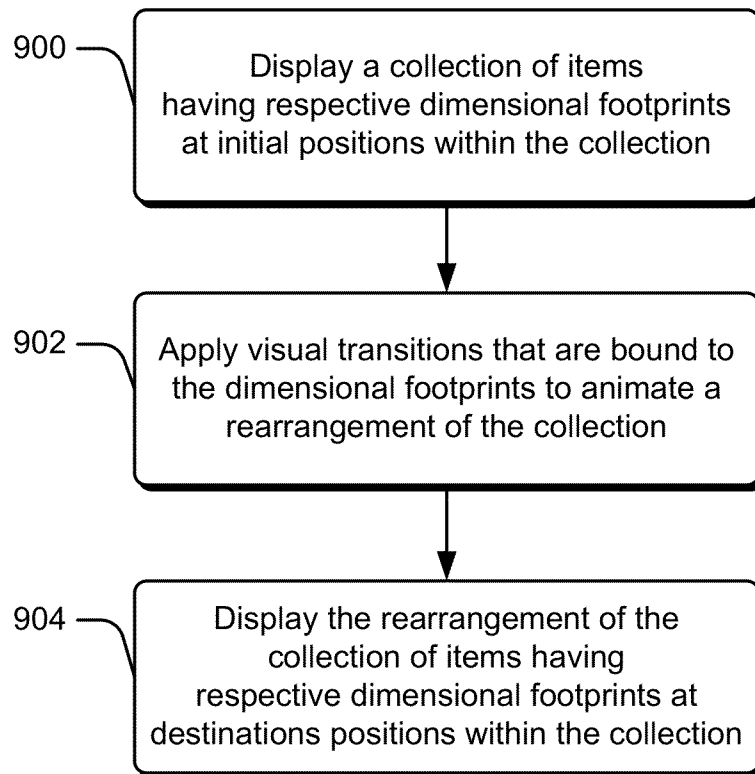 900
Display a collection of items
having respective dimensional footprints
at initial positions within the collection
902
Apply visual transitions that are bound to
the dimensional footprints to animate a
rearrangement of the collection
904
Display the rearrangement of the
collection of items having
respective dimensional footprints at
destinations positions within the collection